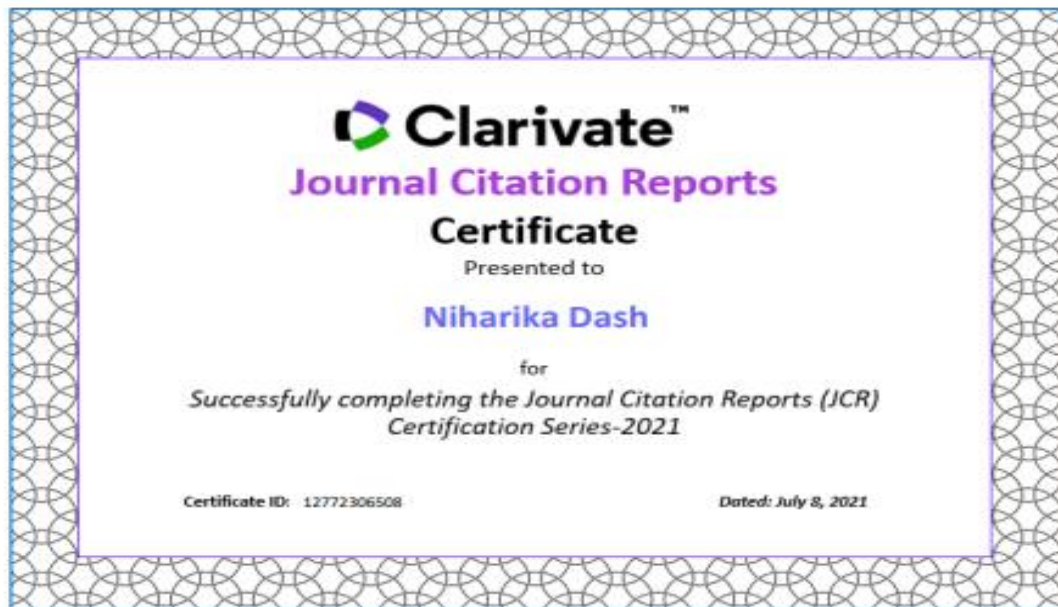 Clarivate™
Journal Citation Reports
Certificate
Presented to
Niharika Dash
for
Successfully completing the Journal Citation Reports (JCR)
Certification Series-2021
Certificate ID: 12772306508
Dated: July 8, 2021